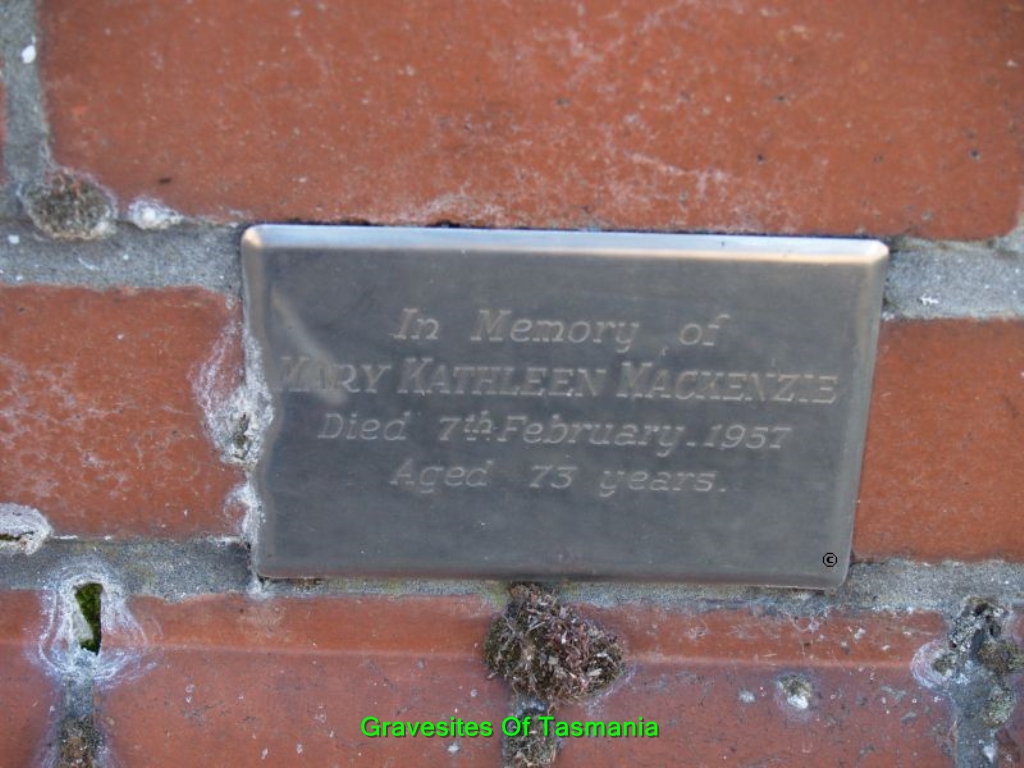 In Memory of
MARY KATHLEEN MACKENZIE
Died 7th February. 1957
Aged 73 years.
©
Gravesites Of Tasmania